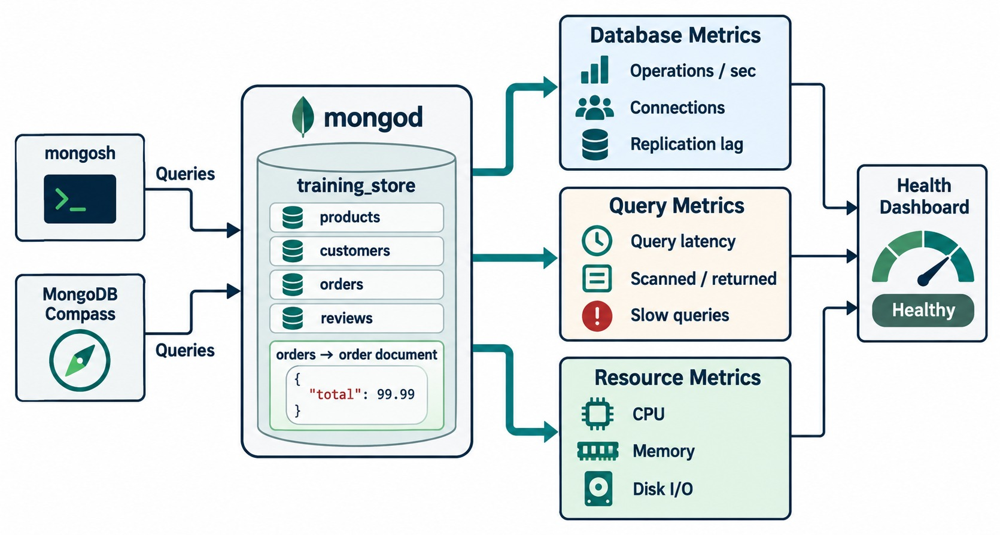 mongosh
>_
Queries
MongoDB
Compass
Queries
mongod
training_store
products
customers
orders
reviews
orders → order document
{
"total": 99.99
}
Database Metrics
Operations / sec
Connections
Replication lag
Query Metrics
Query latency
Scanned / returned
Slow queries
Resource Metrics
CPU
Memory
Disk I/O
Health
Dashboard
Healthy